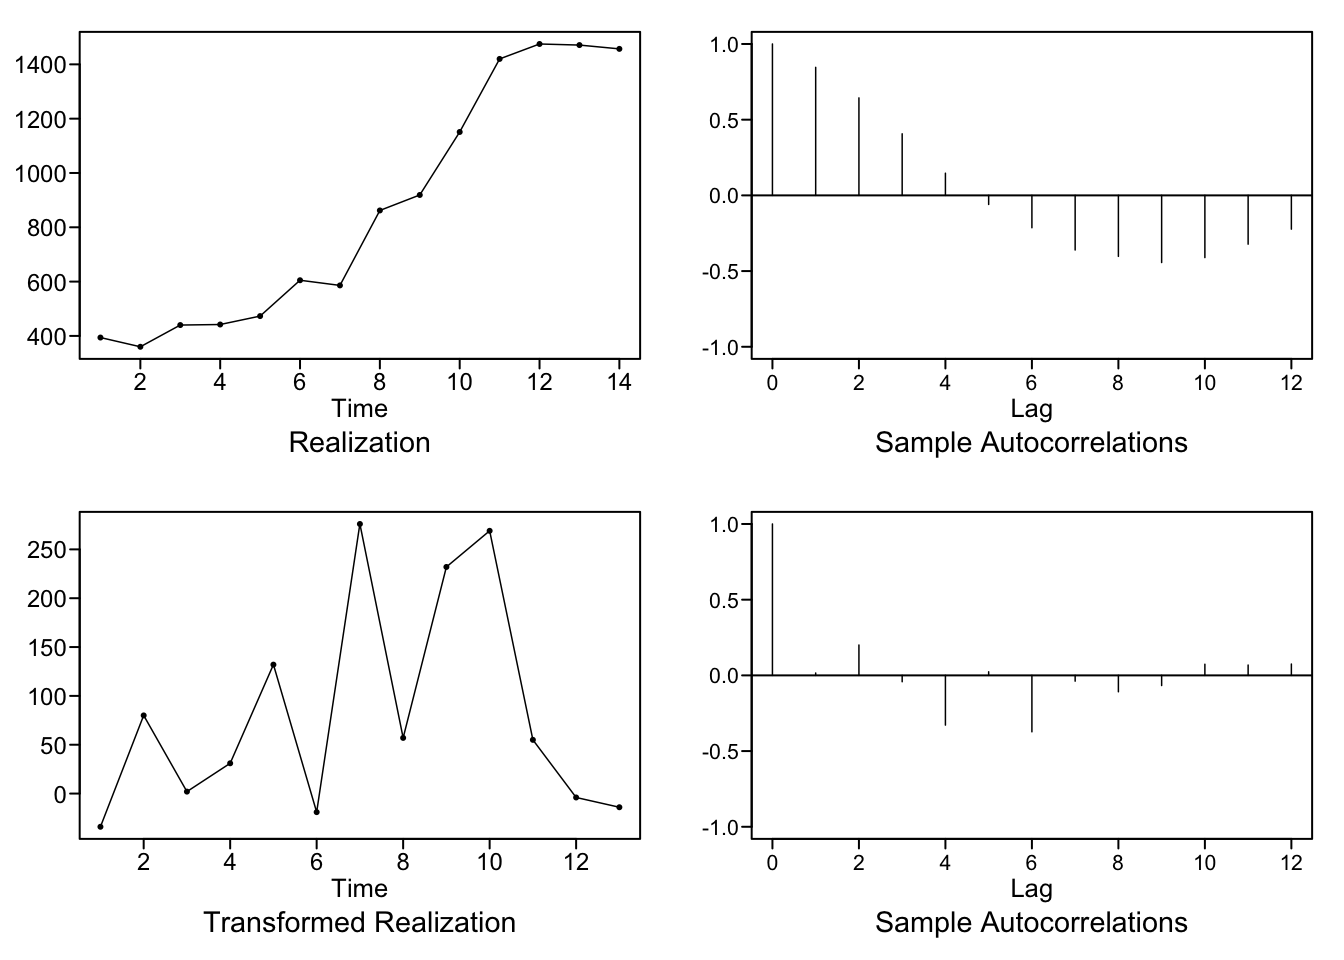 1400
1200
1000
800
600
400
2 4 6 8 10 12 14
Time
Realization
1.0
0.5
0.0
-0.5
-1.0
0 2 4 6 8 10 12
Lag
Sample Autocorrelations
250
200
150
100
50
0
2 4 6 8 10 12
Time
Transformed Realization
1.0
0.5
0.0
-0.5
-1.0
0 2 4 6 8 10 12
Lag
Sample Autocorrelations